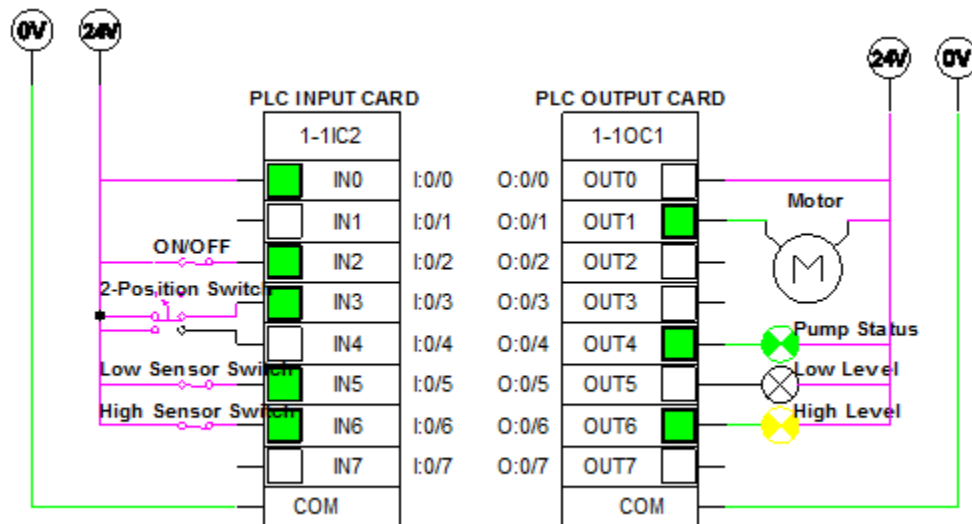 0V 24V
24V 0V
PLC INPUT CARD PLC OUTPUT CARD
1-1IC2 1-1OC1
IN0 I:0/0 O:0/0 OUT0
Motor
IN1 I:0/1 O:0/1 OUT1
ON/OFF
IN2 I:0/2 O:0/2 OUT2
M
2-Position Switch
IN3 I:0/3 O:0/3 OUT3
Pump Status
IN4 I:0/4 O:0/4 OUT4
Low Sensor Switch
Low Level
IN5 I:0/5 O:0/5 OUT5
High Sensor Switch
High Level
IN6 I:0/6 O:0/6 OUT6
IN7 I:0/7 O:0/7 OUT7
COM COM